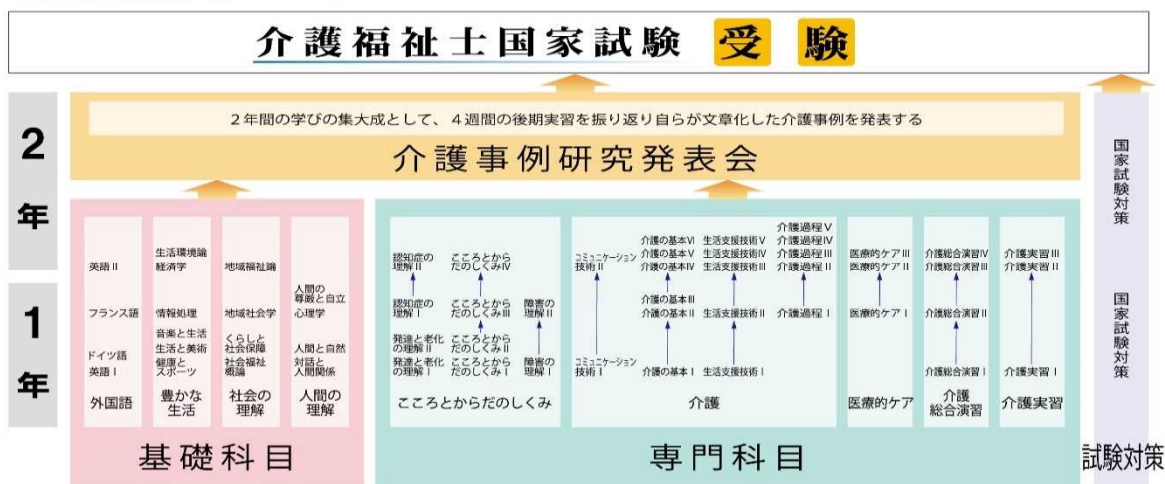 介護福祉士国家試験 受験
2年
2年間の学びの集大成として、4週間の後期実習を振り返り自らが文章化した介護事例を発表する
介護事例研究発表会
国家試験対策
1年
国家試験対策
英語Ⅱ
フランス語
ドイツ語
英語Ⅰ
外国語
生活環境論
経済学
情報処理
音楽と生活
生活と美術
健康と
スポーツ
豊かな
生活
地域福祉論
地域社会学
くらしと
社会保障
社会福祉
概論
社会の
理解
人間の
尊厳と自立
心理学
人間と自然
対話と
人間関係
人間の
理解
基礎科目
認知症の
理解Ⅱ
認知症の
理解Ⅰ
発達と老化
の理解Ⅱ
発達と老化
の理解Ⅰ
こころとから
だのしくみⅣ
こころとから
だのしくみⅢ
こころとから
だのしくみⅡ
こころとから
だのしくみⅠ
障害の
理解Ⅱ
障害の
理解Ⅰ
こころとからだのしくみ
コミュニケーション
技術Ⅱ
コミュニケーション
技術Ⅰ
介護の基本Ⅵ
介護の基本Ⅴ
介護の基本Ⅳ
介護の基本Ⅲ
介護の基本Ⅱ
介護の基本Ⅰ
生活支援技術Ⅴ
生活支援技術Ⅳ
生活支援技術Ⅲ
生活支援技術Ⅱ
生活支援技術Ⅰ
介護過程Ⅴ
介護過程Ⅳ
介護過程Ⅲ
介護過程Ⅱ
介護過程Ⅰ
介護
医療的ケアⅢ
医療的ケアⅡ
医療的ケアⅠ
医療的ケア
介護総合演習Ⅳ
介護総合演習Ⅲ
介護総合演習Ⅱ
介護総合演習Ⅰ
介護
総合演習
介護実習Ⅲ
介護実習Ⅱ
介護実習Ⅰ
介護実習
専門科目
試験対策